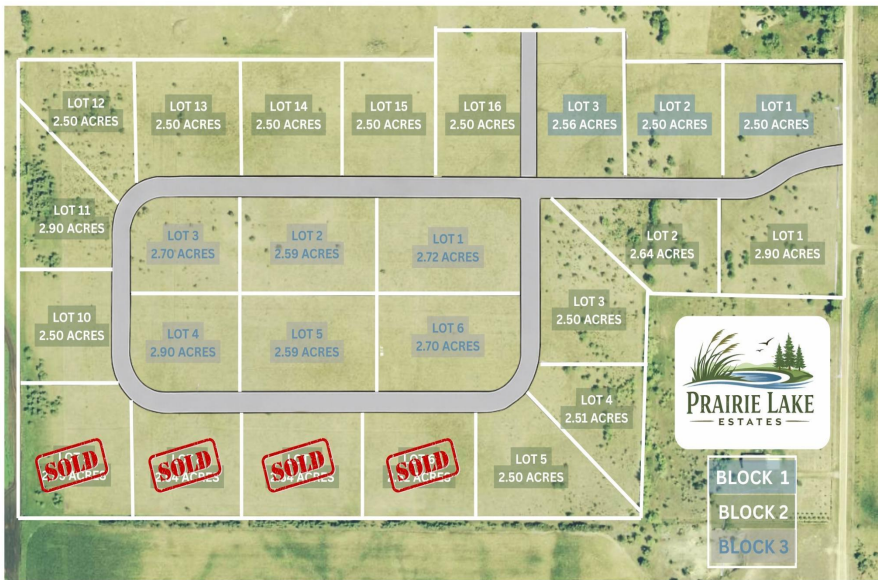 LOT 12
2.50 ACRES
LOT 13
2.50 ACRES
LOT 14
2.50 ACRES
LOT 15
2.50 ACRES
LOT 16
2.50 ACRES
LOT 3
2.56 ACRES
LOT 2
2.50 ACRES
LOT 1
2.50 ACRES
LOT 11
2.90 ACRES
LOT 3
2.70 ACRES
LOT 2
2.59 ACRES
LOT 1
2.72 ACRES
LOT 2
2.64 ACRES
LOT 1
2.90 ACRES
LOT 10
2.50 ACRES
LOT 4
2.90 ACRES
LOT 5
2.59 ACRES
LOT 6
2.70 ACRES
LOT 3
2.50 ACRES
PRAIRIE LAKE
ESTATES
LOT 4
2.51 ACRES
SOLD
ACRES
SOLD
ACRES
SOLD
ACRES
SOLD
ACRES
LOT 5
2.50 ACRES
BLOCK 1
BLOCK 2
BLOCK 3